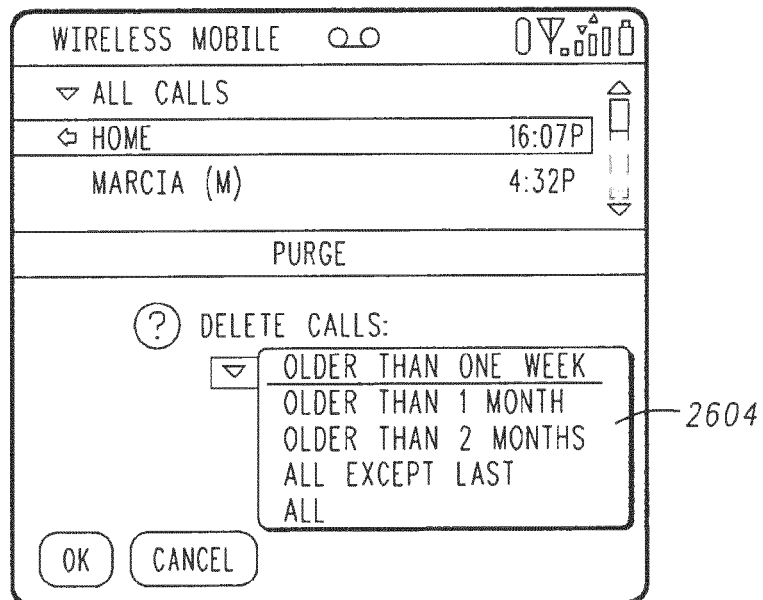 WIRELESS MOBILE
ALL CALLS
HOME 16:07P
MARCIA (M) 4:32P
PURGE
? DELETE CALLS:
OLDER THAN ONE WEEK
OLDER THAN 1 MONTH
OLDER THAN 2 MONTHS
ALL EXCEPT LAST
ALL
2604
OK CANCEL